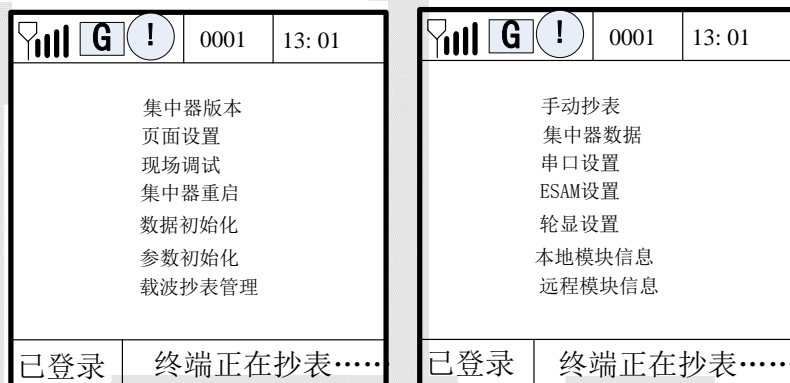 G ! 0001 13: 01
集中器版本
页面设置
现场调试
集中器重启
数据初始化
参数初始化
载波抄表管理
已登录 终端正在抄表……
G ! 0001 13: 01
手动抄表
集中器数据
串口设置
ESAM设置
轮显设置
本地模块信息
远程模块信息
已登录 终端正在抄表……